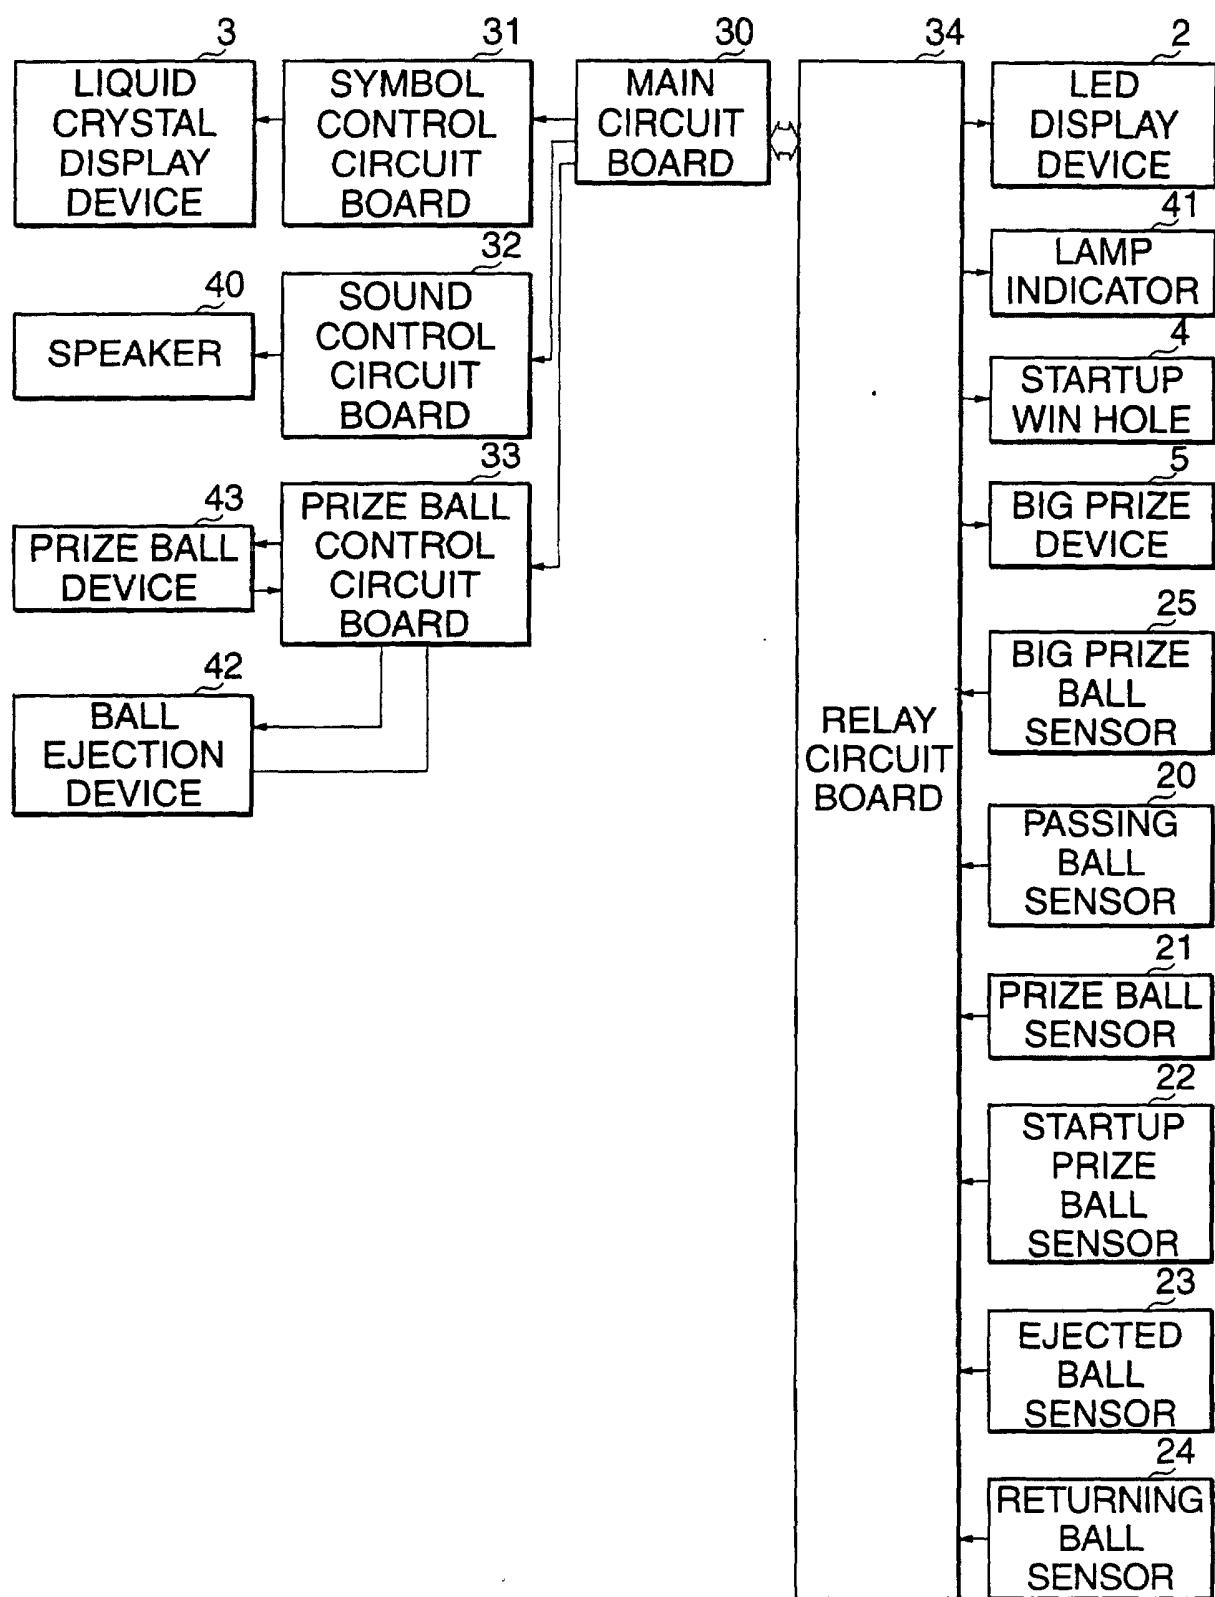 3
LIQUID
CRYSTAL
DISPLAY
DEVICE
31
SYMBOL
CONTROL
CIRCUIT
BOARD
30
MAIN
CIRCUIT
BOARD
34
RELAY
CIRCUIT
BOARD
2
LED
DISPLAY
DEVICE
41
LAMP
INDICATOR
4
STARTUP
WIN HOLE
5
BIG PRIZE
DEVICE
25
BIG PRIZE
BALL
SENSOR
20
PASSING
BALL
SENSOR
21
PRIZE BALL
SENSOR
22
STARTUP
PRIZE
BALL
SENSOR
23
EJECTED
BALL
SENSOR
24
RETURNING
BALL
SENSOR
40
SPEAKER
32
SOUND
CONTROL
CIRCUIT
BOARD
43
PRIZE BALL
DEVICE
33
PRIZE BALL
CONTROL
CIRCUIT
BOARD
42
BALL
EJECTION
DEVICE